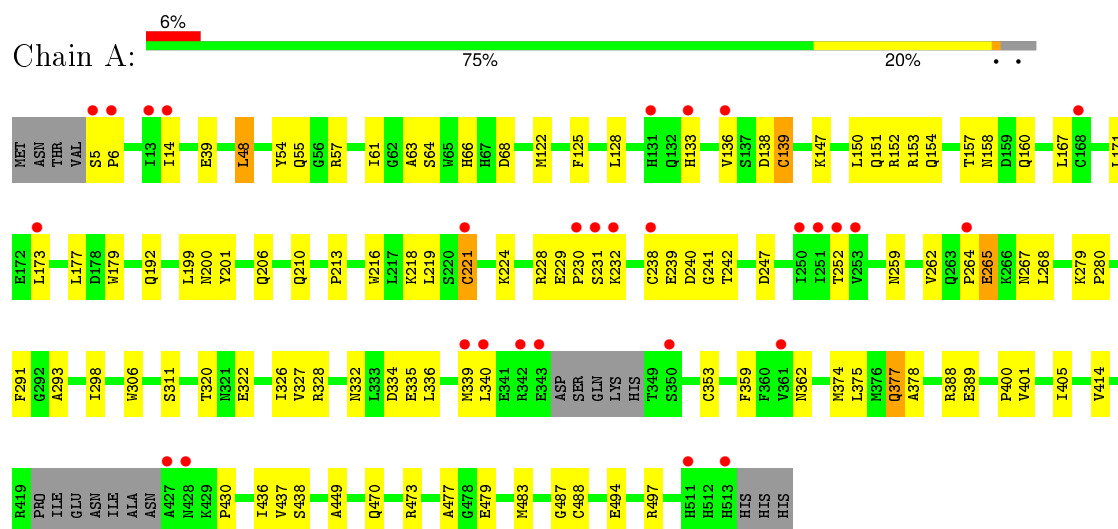 6%
Chain A:
75% 20% • •
MET ASN THR VAL S5 P6 I13 I14 E39 L48 Y54 Q55 G56 R57 I61 G62 A63 S64 W65 H66 H67 D68 M122 F125 L128 H131 Q132 H133 V136 S137 D138 C139 K147 L150 Q151 R152 R153 Q154 T157 N158 D159 Q160 L167 C168 L171
E172 L173 L177 D178 W179 Q192 L199 N200 Y201 Q206 Q210 P213 W216 L217 K218 L219 S220 C221 K224 R228 E229 P230 S231 K232 C238 E239 D240 G241 T242 D247 I250 I251 T252 V253 N259 V262 Q263 P264 E265 K266 N267 L268 K279 P280
F291 G292 A293 I298 W306 S311 T320 N321 E322 I326 V327 R328 N332 L333 D334 E335 L336 M339 L340 E341 R342 E343 ASP SER GLN LYS HIS T349 S350 C353 F359 F360 V361 N362 M374 L375 M376 Q377 A378 R388 E389 P400 V401 I405 V414
R419 PRO ILE GLU ASN ILE ALA ASN A427 N428 K429 P430 I436 V437 S438 A449 Q470 R473 A477 G478 E479 M483 G487 C488 E494 R497 H511 H512 H513 HIS HIS HIS